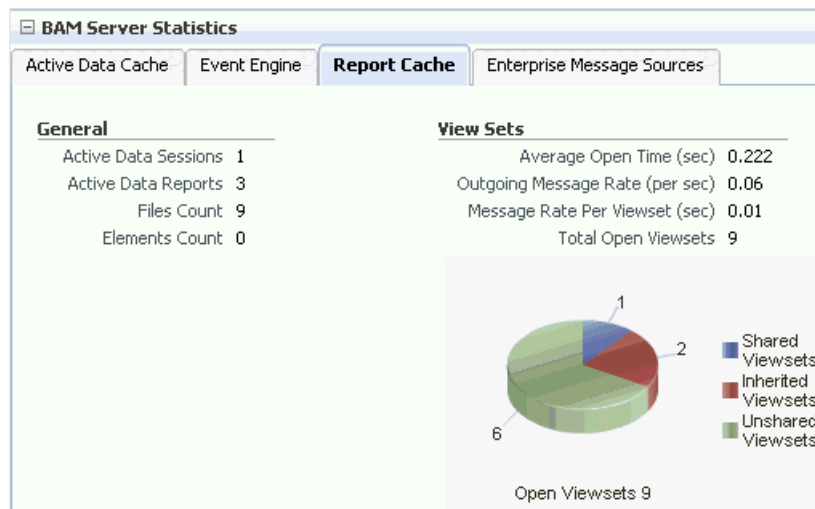 BAM Server Statistics
Active Data Cache Event Engine Report Cache Enterprise Message Sources
General
Active Data Sessions 1
Active Data Reports 3
Files Count 9
Elements Count 0
View Sets
Average Open Time (sec) 0.222
Outgoing Message Rate (per sec) 0.06
Message Rate Per Viewset (sec) 0.01
Total Open Viewsets 9
1
2
6
Shared
Viewsets
Inherited
Viewsets
Unshared
Viewsets
Open Viewsets 9